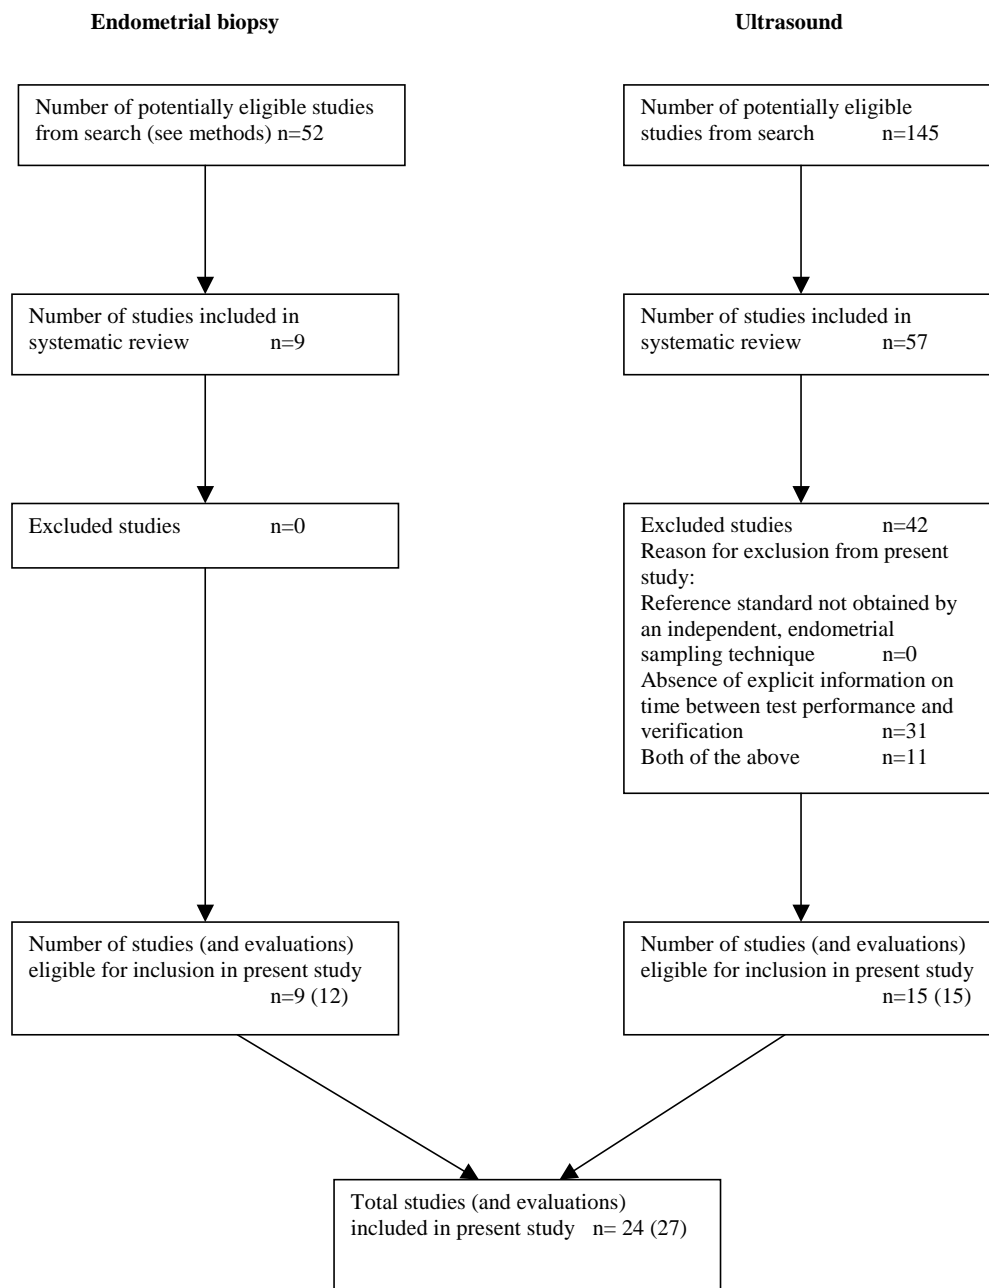 Endometrial biopsy
Ultrasound
Number of potentially eligible studies
from search (see methods) n=52
Number of potentially eligible
studies from search n=145
Number of studies included in
systematic review n=9
Number of studies included in
systematic review n=57
Excluded studies n=0
Excluded studies n=42
Reason for exclusion from present
study:
Reference standard not obtained by
an independent, endometrial
sampling technique n=0
Absence of explicit information on
time between test performance and
verification n=31
Both of the above n=11
Number of studies (and evaluations)
eligible for inclusion in present study
n=9 (12)
Number of studies (and evaluations)
eligible for inclusion in present study
n=15 (15)
Total studies (and evaluations)
included in present study n= 24 (27)